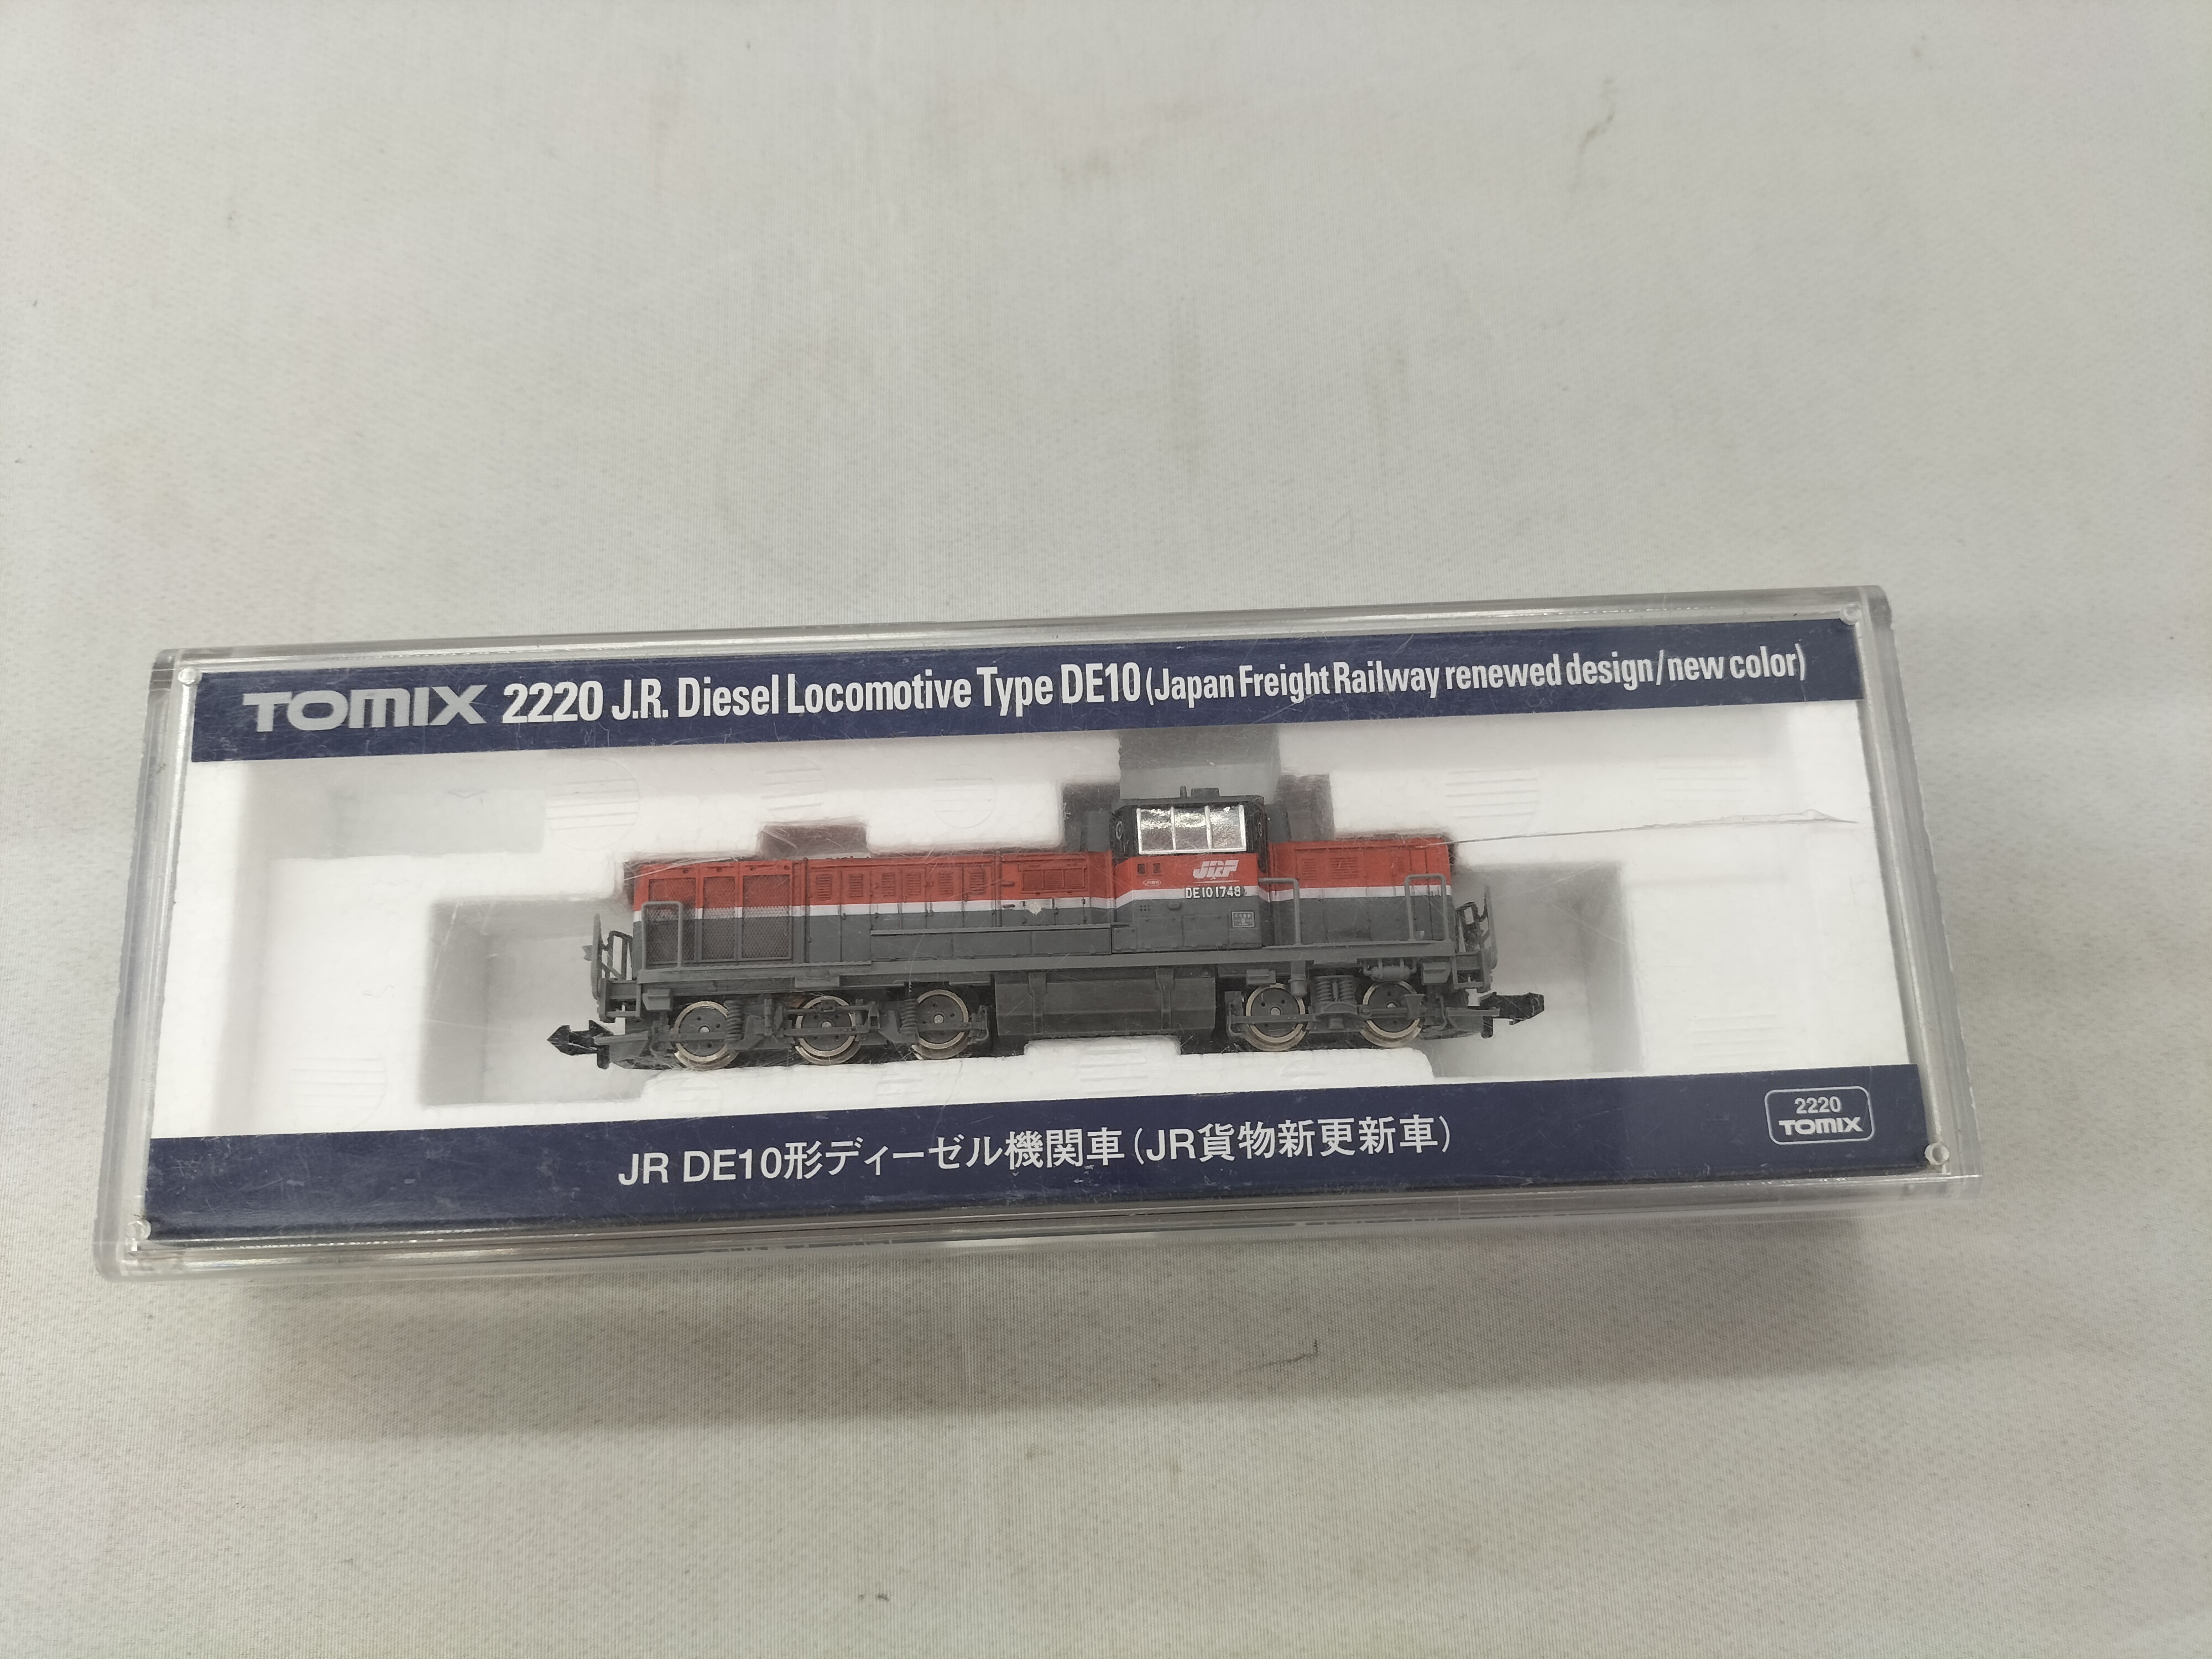 TOMIX 2220 J.R. Diesel Locomotive Type DE10 (Japan Freight Railway renewed design/new color)
JRF
DE10 1748
JR DE10形ディーゼル機関車(JR貨物新更新車)
2220
TOMIX